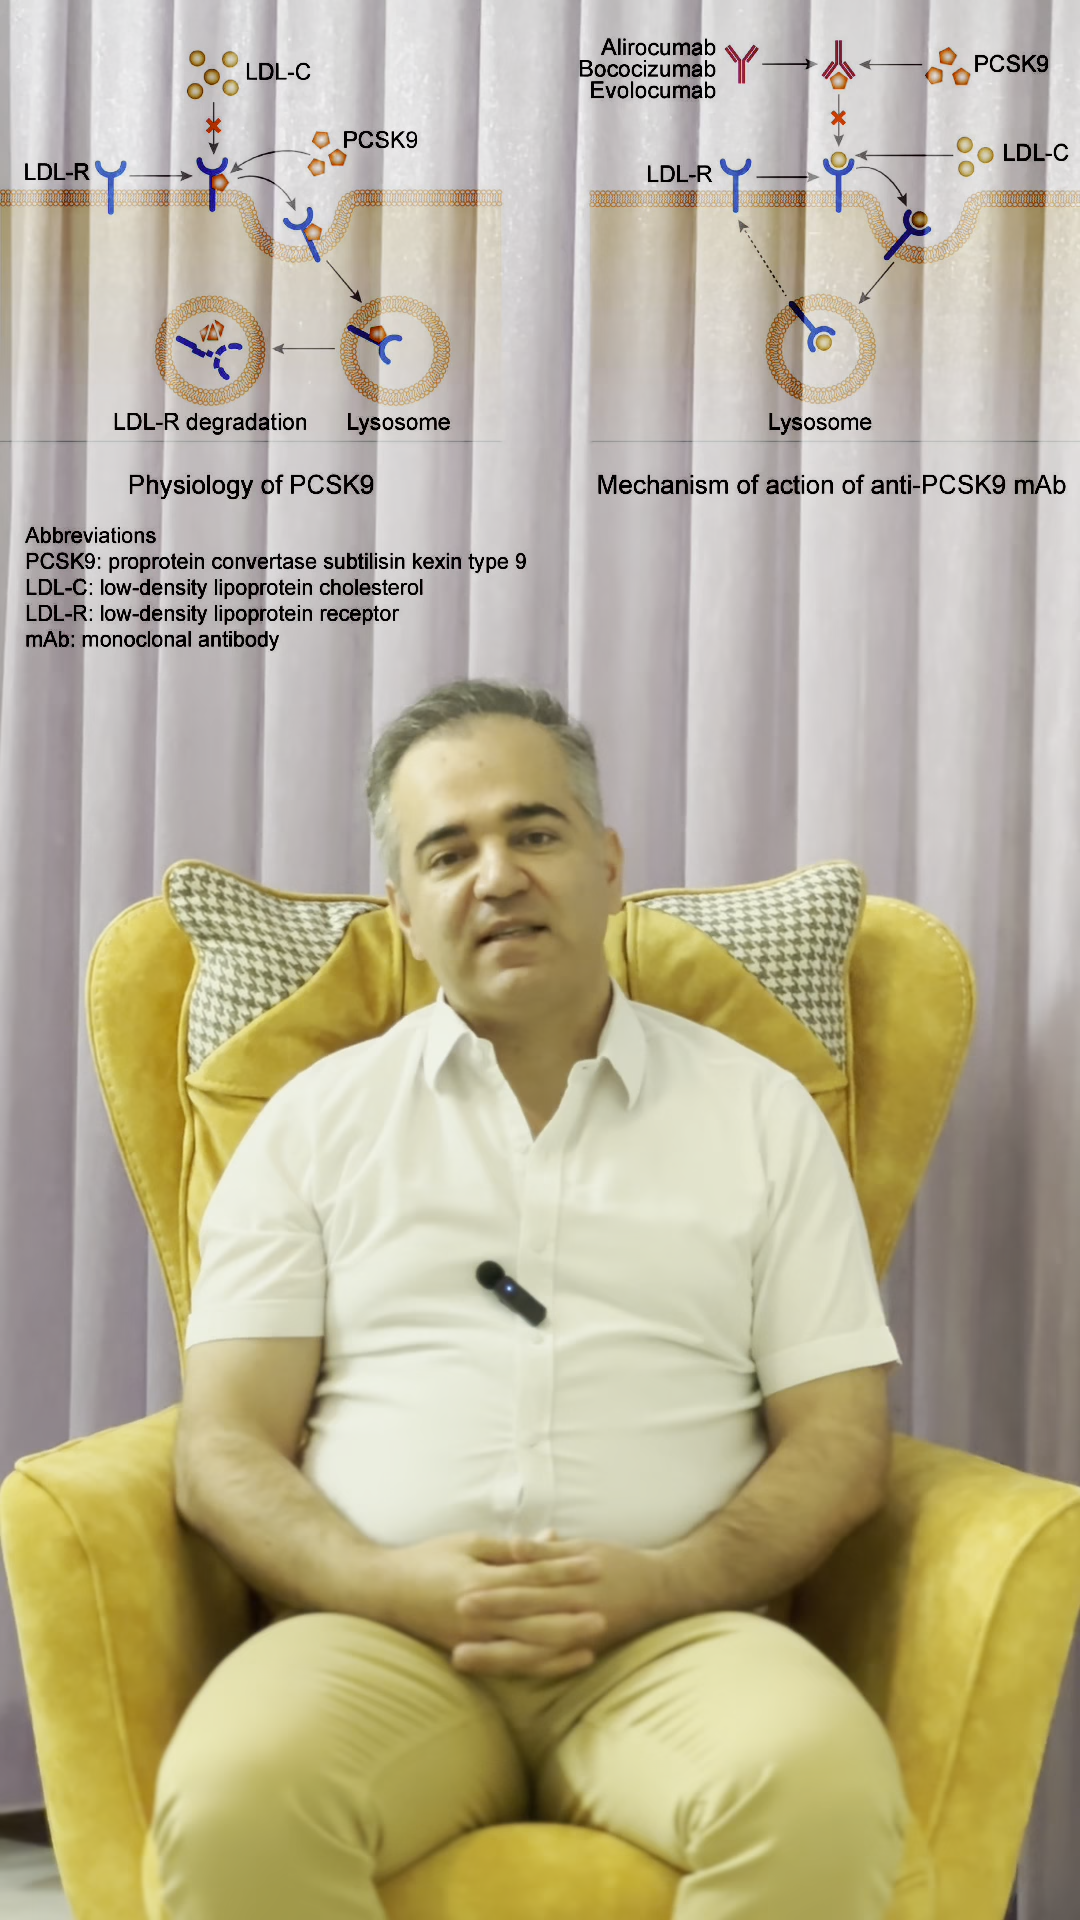 LDL-C
PCSK9
LDL-R
LDL-R degradation
Lysosome
Physiology of PCSK9
Alirocumab
Bococizumab
Evolocumab
PCSK9
LDL-C
LDL-R
Lysosome
Mechanism of action of anti-PCSK9 mAb
Abbreviations
PCSK9: proprotein convertase subtilisin kexin type 9
LDL-C: low-density lipoprotein cholesterol
LDL-R: low-density lipoprotein receptor
mAb: monoclonal antibody